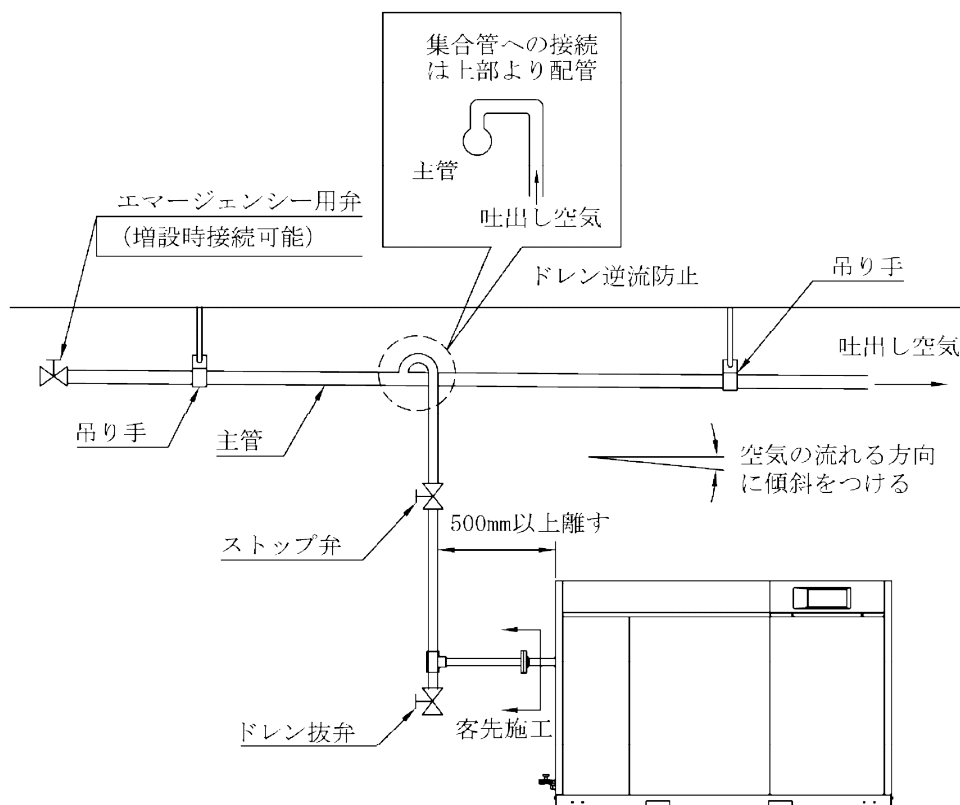 集合管への接続
は上部より配管
主管
吐出し空気
エマージェンシー用弁
(増設時接続可能)
ドレン逆流防止
吊り手
吐出し空気
吊り手
主管
空気の流れる方向
に傾斜をつける
500mm以上離す
ストップ弁
ドレン抜弁
客先施工